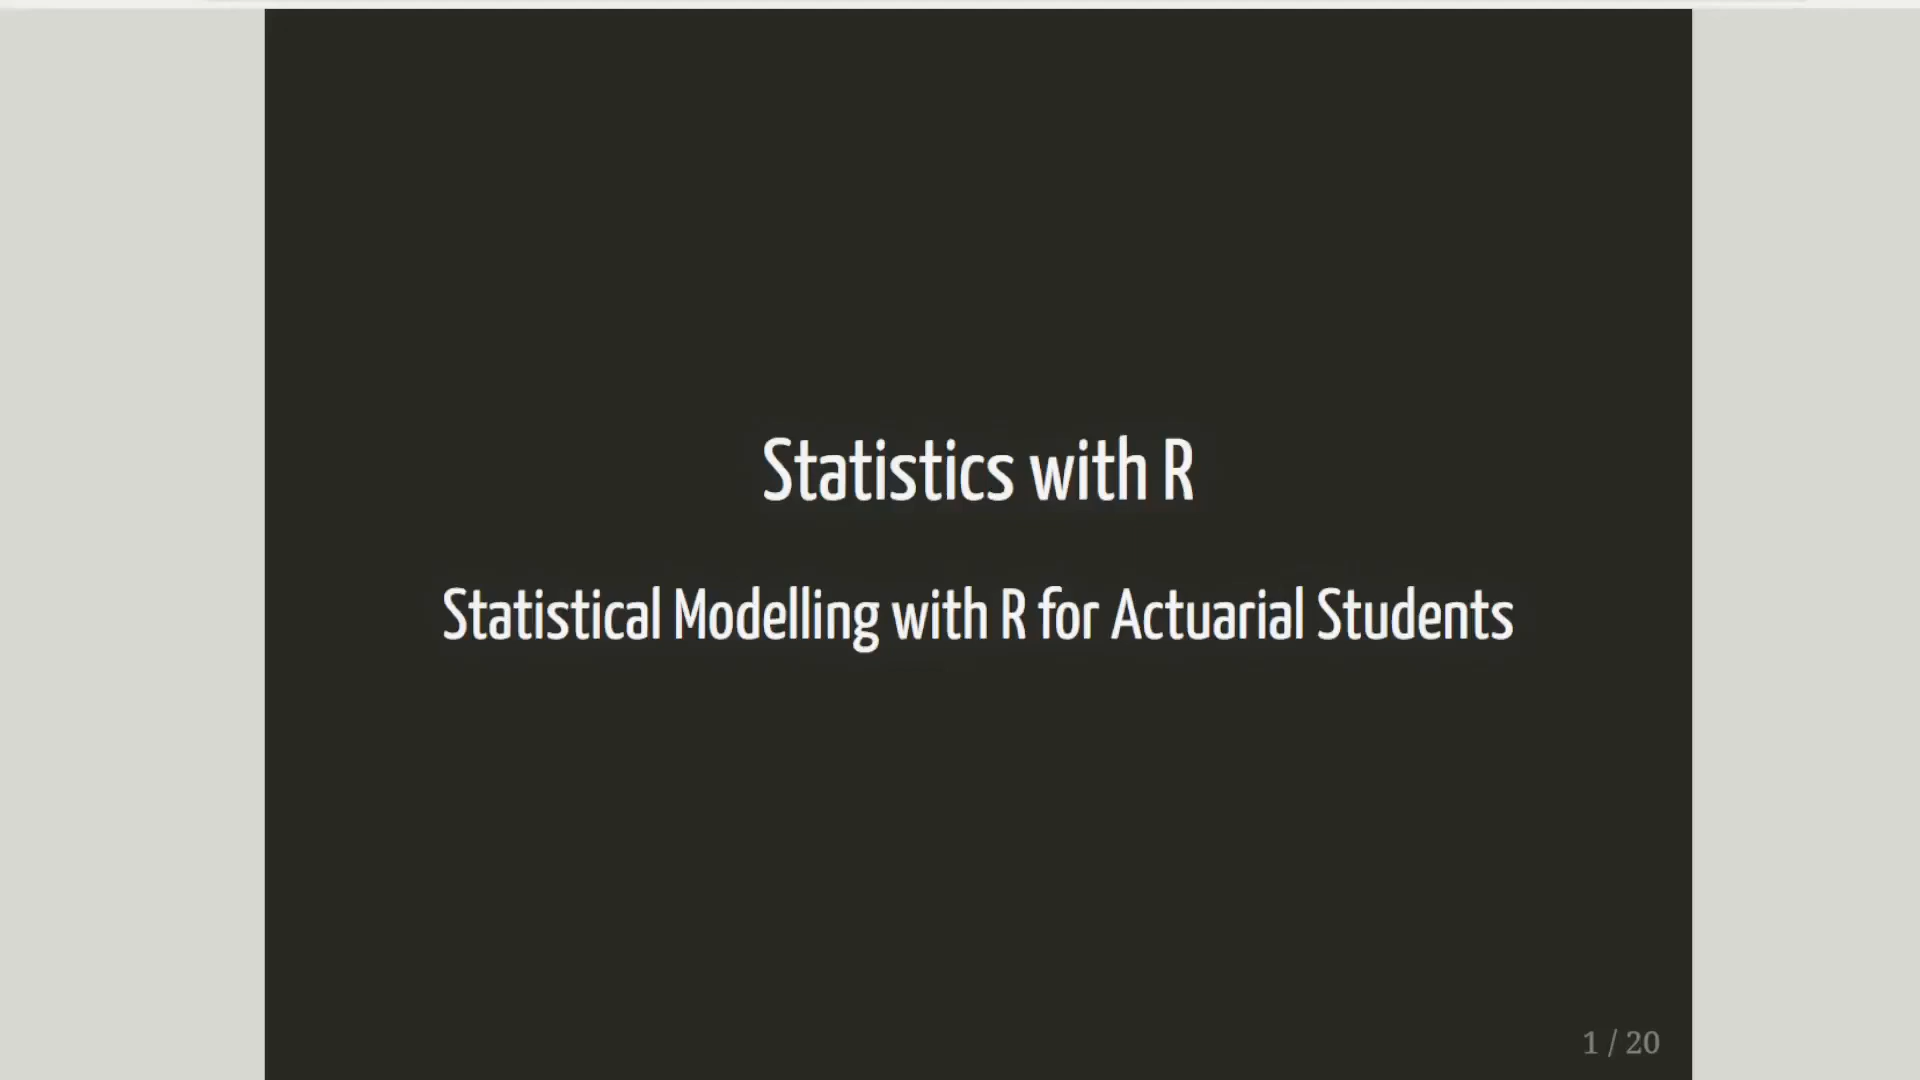 Statistics with R
Statistical Modelling with R for Actuarial Students
1 / 20